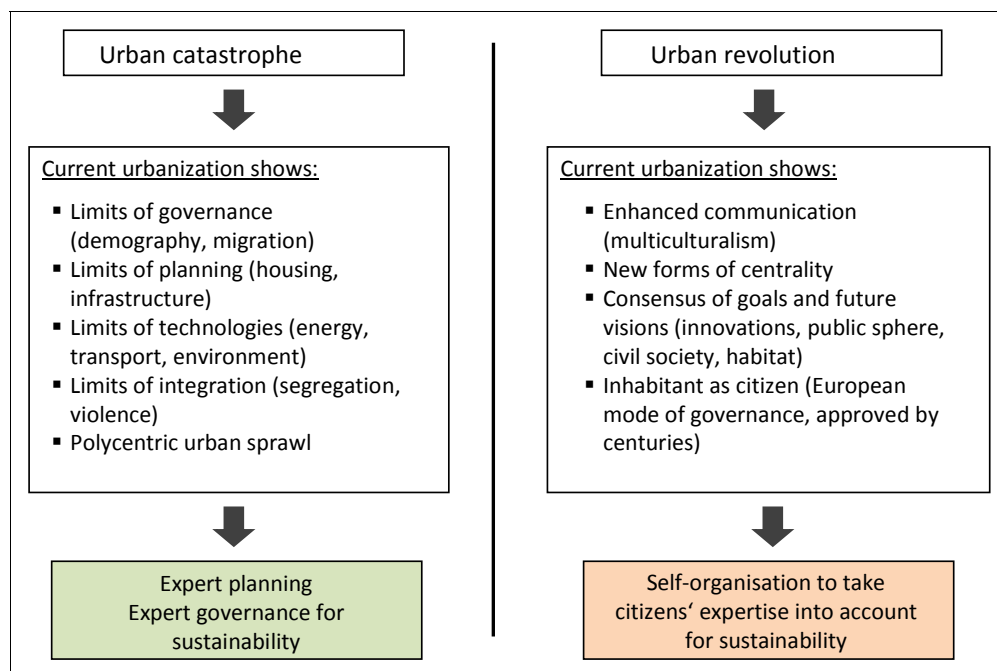 Urban catastrophe
Current urbanization shows:
▪ Limits of governance
(demography, migration)
▪ Limits of planning (housing,
infrastructure)
▪ Limits of technologies (energy,
transport, environment)
▪ Limits of integration (segregation,
violence)
▪ Polycentric urban sprawl
Expert planning
Expert governance for
sustainability
Urban revolution
Current urbanization shows:
▪ Enhanced communication
(multiculturalism)
▪ New forms of centrality
▪ Consensus of goals and future
visions (innovations, public sphere,
civil society, habitat)
▪ Inhabitant as citizen (European
mode of governance, approved by
centuries)
Self-organisation to take
citizens‘ expertise into account
for sustainability